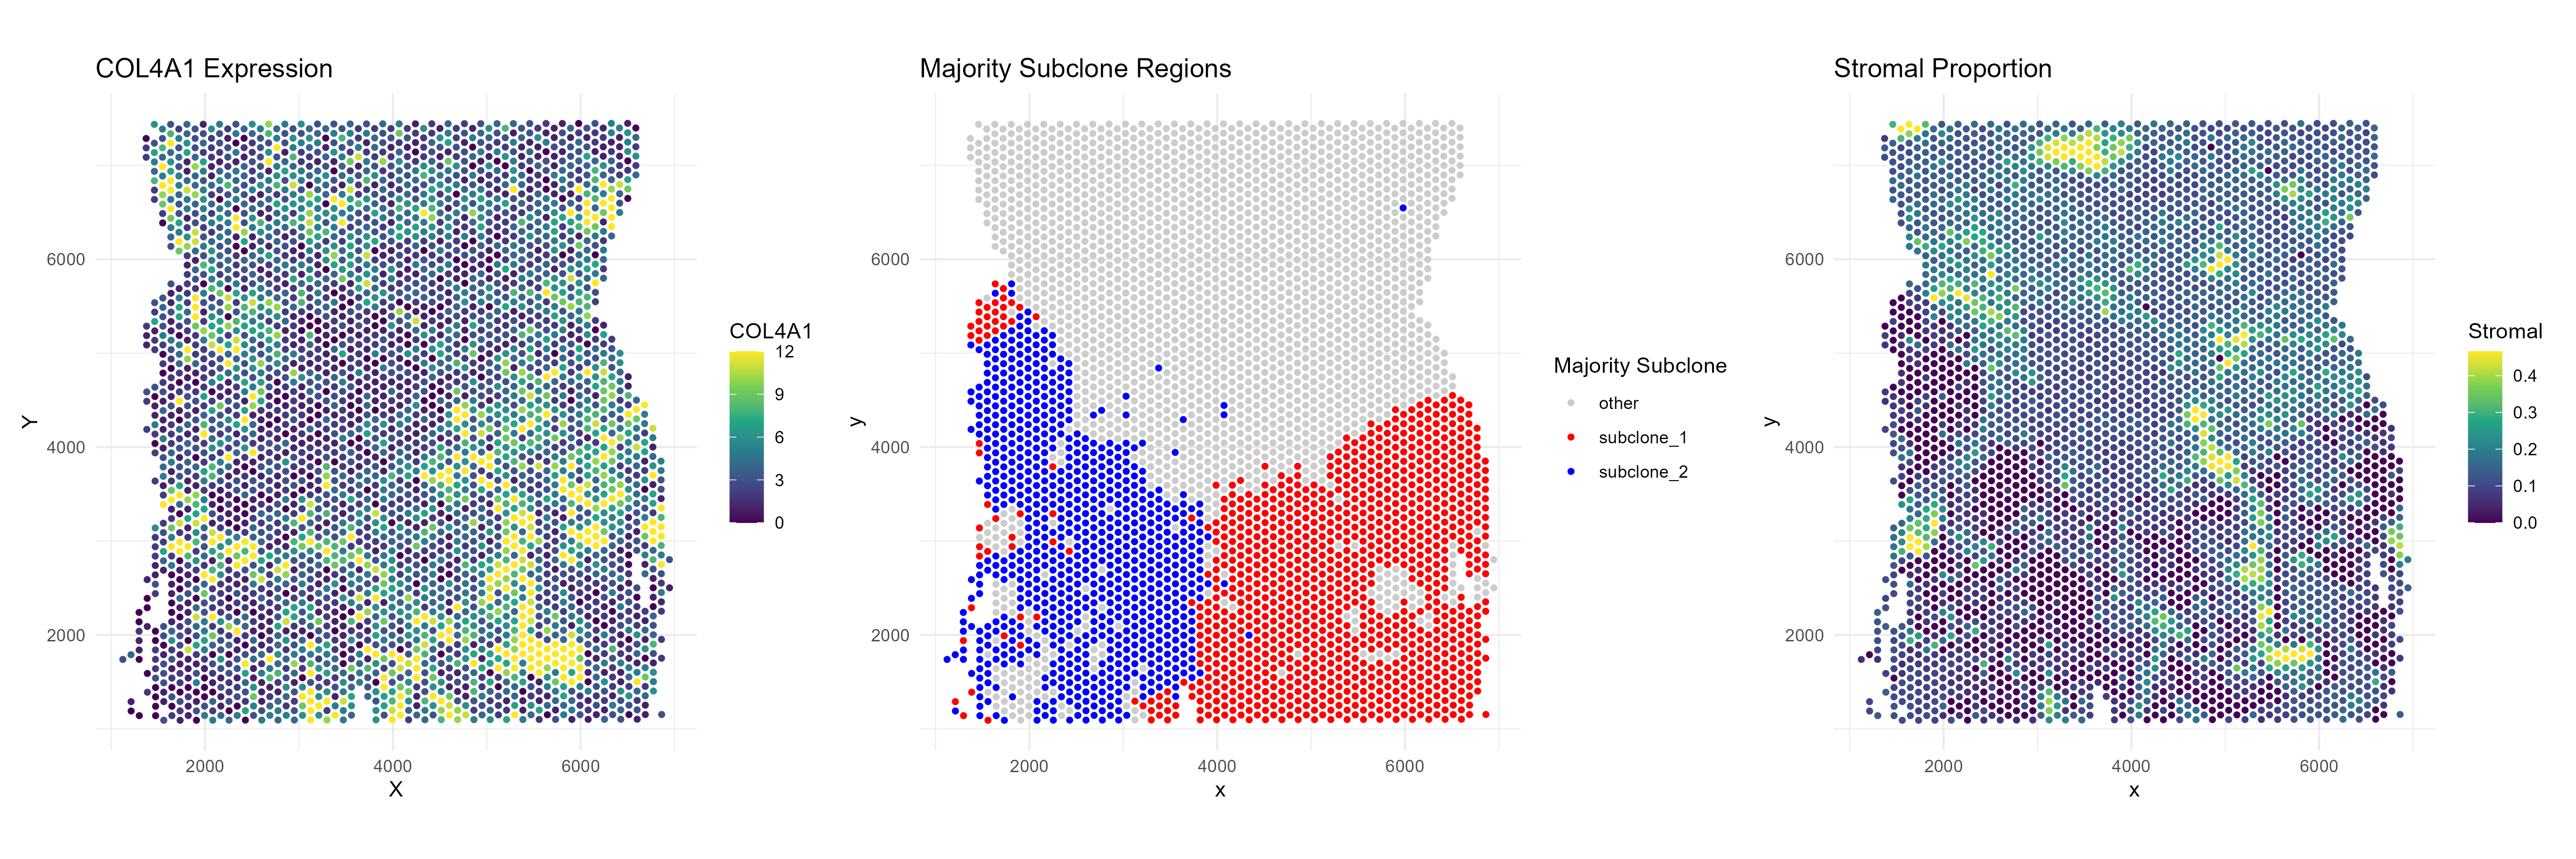 COL4A1 Expression
Y
6000
4000
2000
2000 4000 6000
X
COL4A1
12
9
6
3
0
Majority Subclone Regions
y
6000
4000
2000
2000 4000 6000
x
Majority Subclone
other
subclone_1
subclone_2
Stromal Proportion
y
6000
4000
2000
2000 4000 6000
x
Stromal
0.4
0.3
0.2
0.1
0.0